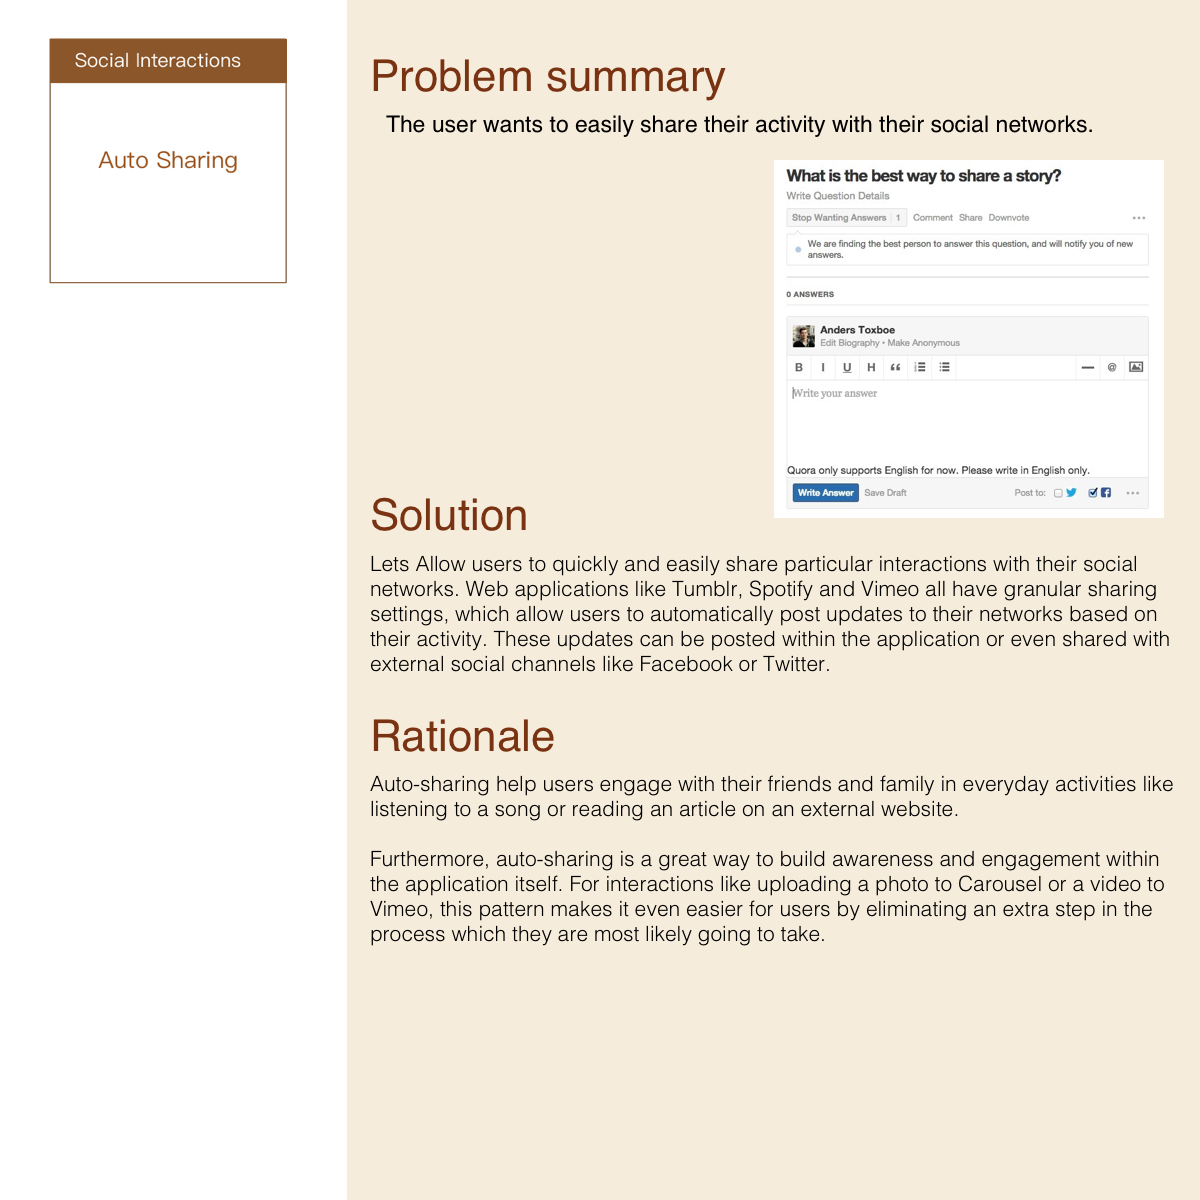 Social Interactions
Auto Sharing
Problem summary
The user wants to easily share their activity with their social networks.
What is the best way to share a story?
Write Question Details
Stop Wanting Answers 1 Comment Share Downvote
We are finding the best person to answer this question, and will notify you of new
answers.
0 ANSWERS
Anders Toxboe
Edit Biography • Make Anonymous
B I U H “ @
Write your answer
Quora only supports English for now. Please write in English only.
Write Answer Save Draft Post to:
Solution
Lets Allow users to quickly and easily share particular interactions with their social
networks. Web applications like Tumblr, Spotify and Vimeo all have granular sharing
settings, which allow users to automatically post updates to their networks based on
their activity. These updates can be posted within the application or even shared with
external social channels like Facebook or Twitter.
Rationale
Auto-sharing help users engage with their friends and family in everyday activities like
listening to a song or reading an article on an external website.
Furthermore, auto-sharing is a great way to build awareness and engagement within
the application itself. For interactions like uploading a photo to Carousel or a video to
Vimeo, this pattern makes it even easier for users by eliminating an extra step in the
process which they are most likely going to take.